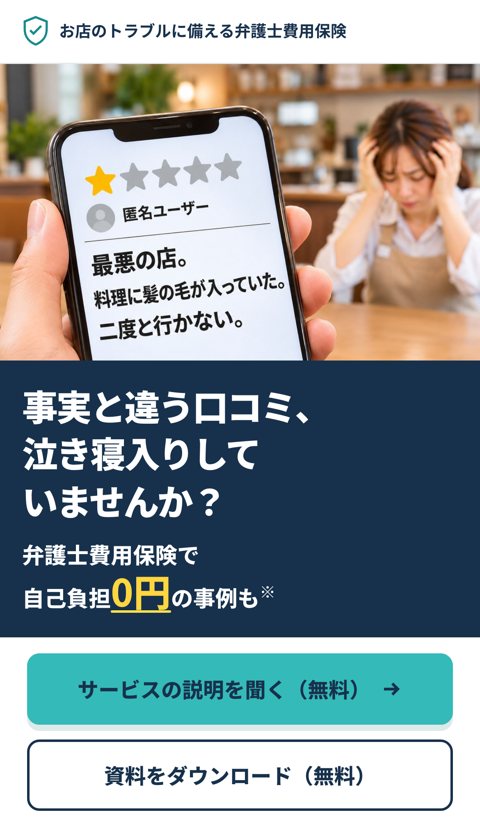 お店のトラブルに備える弁護士費用保険
匿名ユーザー
最悪の店。
料理に髪の毛が入っていた。
二度と行かない。
事実と違う口コミ、
泣き寝入りして
いませんか？
弁護士費用保険で
自己負担0円の事例も※
サービスの説明を聞く（無料） →
資料をダウンロード（無料）